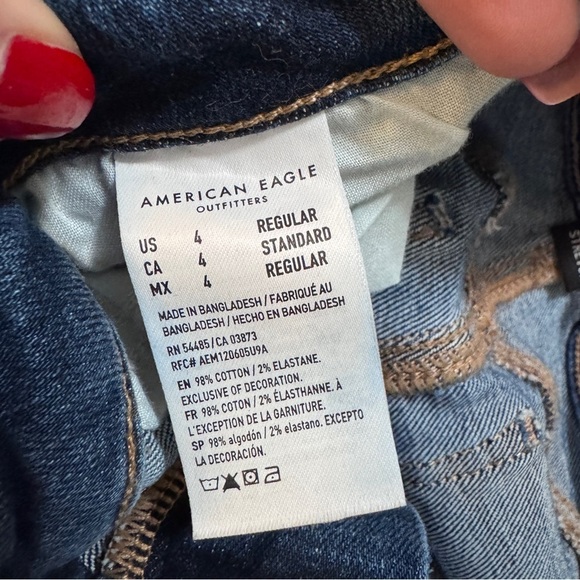 AMERICAN EAGLE
OUTFITTERS
US 4 REGULAR
CA 4 STANDARD
MX 4 REGULAR
MADE IN BANGLADESH / FABRIQUÉ AU
BANGLADESH / HECHO EN BANGLADESH
RN 54485 / CA 03873
RFC# AEM120605U9A
EN 98% COTTON / 2% ELASTANE.
EXCLUSIVE OF DECORATION.
FR 98% COTON / 2% ÉLASTHANNE. À
L'EXCEPTION DE LA GARNITURE.
SP 98% algodón / 2% elastano. EXCEPTO
LA DECORACIÓN.